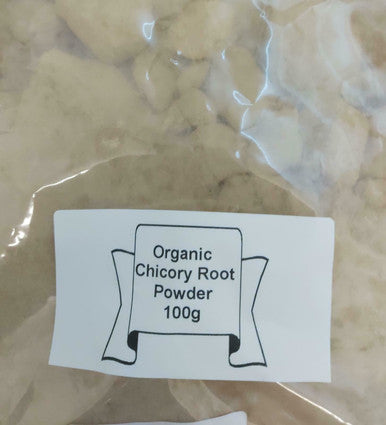 Organic
Chicory Root
Powder
100g